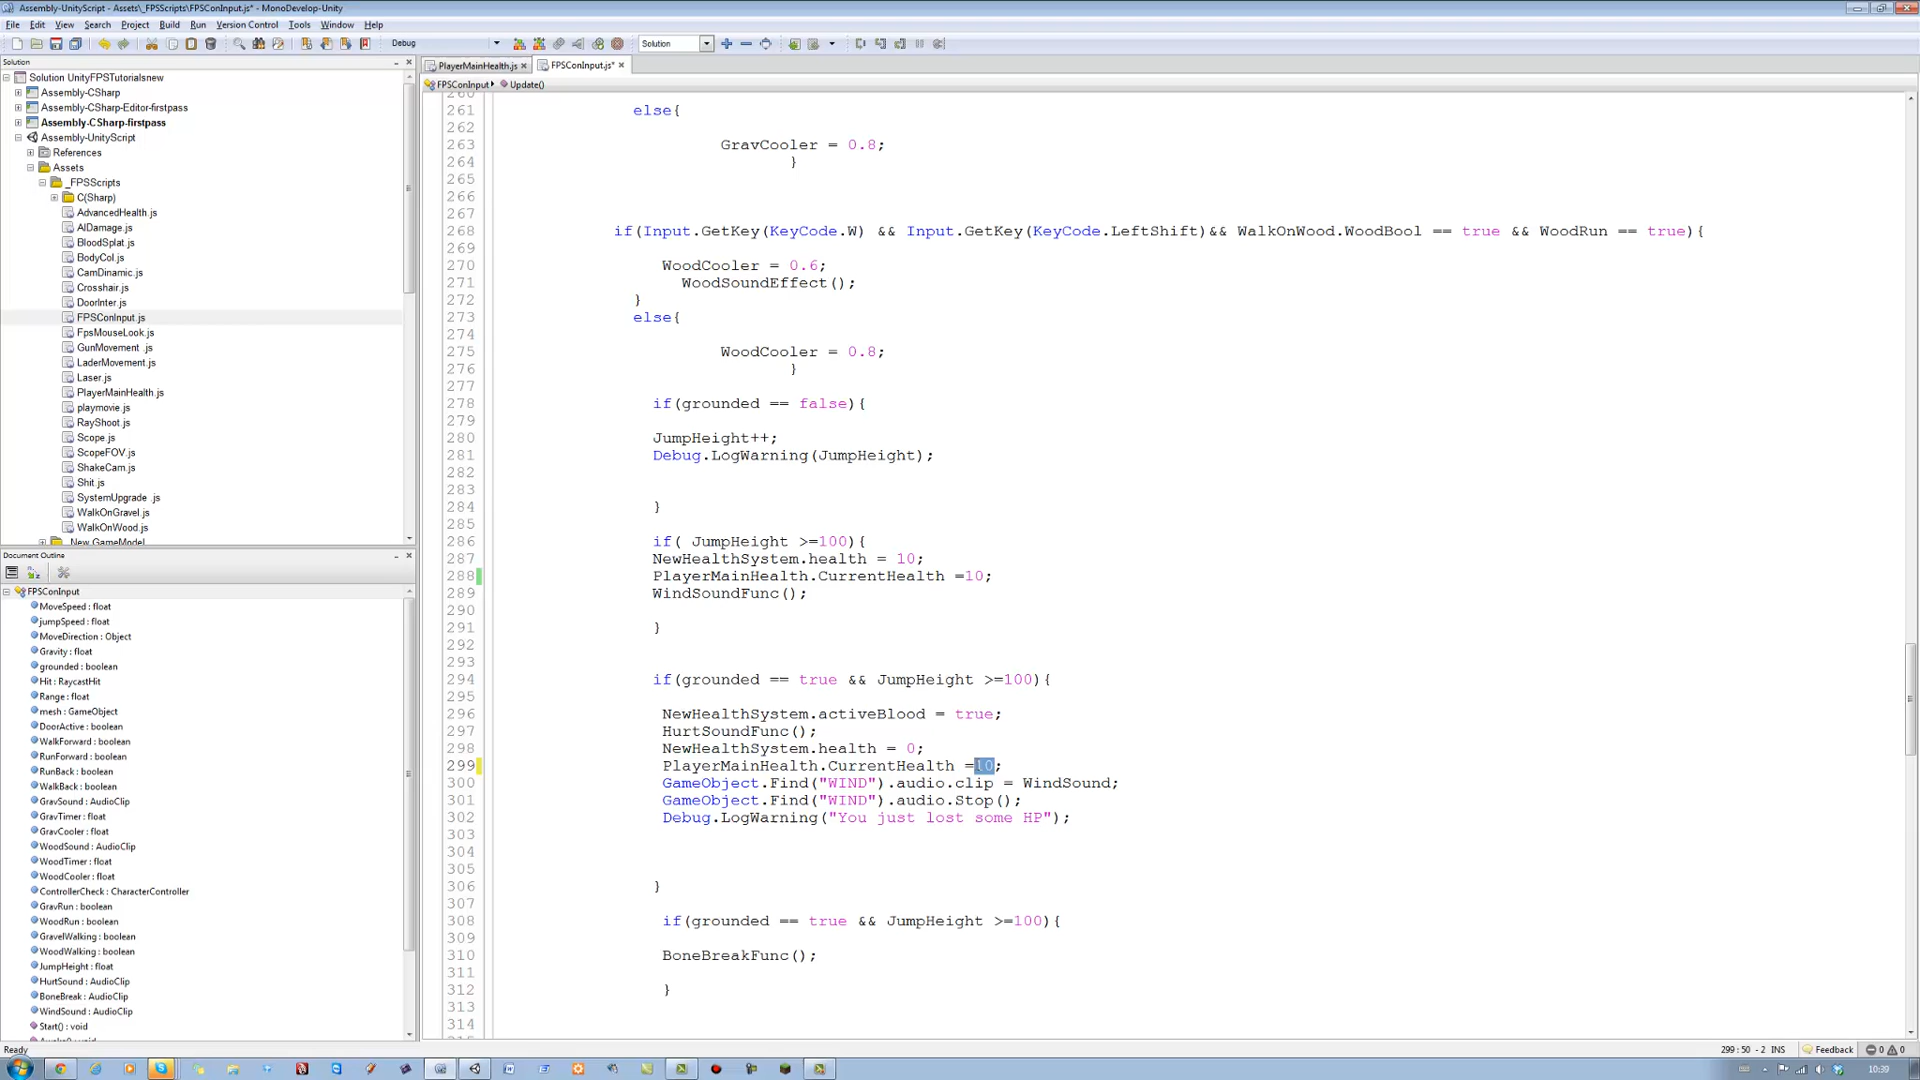 Assembly-UnityScript - Assets\_FPSScripts\FPSConInput.js* - MonoDevelop-Unity
File Edit View Search Project Build Run Version Control Tools Window Help
Debug Solution
Solution
PlayerMainHealth.js FPSConInput.js*
FPSConInput Update()
Solution UnityFPSTutorialsnew
Assembly-CSharp
Assembly-CSharp-Editor-firstpass
Assembly-CSharp-firstpass
Assembly-UnityScript
References
Assets
_FPSScripts
C(Sharp)
AdvancedHealth.js
AIDamage.js
BloodSplat.js
BodyCol.js
CamDinamic.js
Crosshair.js
DoorInter.js
FPSConInput.js
FpsMouseLook.js
GunMovement .js
LaderMovement.js
Laser.js
PlayerMainHealth.js
playmovie.js
RayShoot.js
Scope.js
ScopeFOV.js
ShakeCam.js
Shit.js
SystemUpgrade .js
WalkOnGravel.js
WalkOnWood.js
New GameModel
Document Outline
FPSConInput
MoveSpeed : float
jumpSpeed : float
MoveDirection : Object
Gravity : float
grounded : boolean
Hit : RaycastHit
Range : float
mesh : GameObject
DoorActive : boolean
WalkForward : boolean
RunForward : boolean
RunBack : boolean
WalkBack : boolean
GravSound : AudioClip
GravTimer : float
GravCooler : float
WoodSound : AudioClip
WoodTimer : float
WoodCooler : float
ControllerCheck : CharacterController
GravRun : boolean
WoodRun : boolean
GravelWalking : boolean
WoodWalking : boolean
JumpHeight : float
HurtSound : AudioClip
BoneBreak : AudioClip
WindSound : AudioClip
Start() : void
260
261 else{
262
263 GravCooler = 0.8;
264 }
265
266
267
268 if(Input.GetKey(KeyCode.W) && Input.GetKey(KeyCode.LeftShift)&& WalkOnWood.WoodBool == true && WoodRun == true){
269
270 WoodCooler = 0.6;
271 WoodSoundEffect();
272 }
273 else{
274
275 WoodCooler = 0.8;
276 }
277
278 if(grounded == false){
279
280 JumpHeight++;
281 Debug.LogWarning(JumpHeight);
282
283
284 }
285
286 if( JumpHeight >=100){
287 NewHealthSystem.health = 10;
288 PlayerMainHealth.CurrentHealth =10;
289 WindSoundFunc();
290
291 }
292
293
294 if(grounded == true && JumpHeight >=100){
295
296 NewHealthSystem.activeBlood = true;
297 HurtSoundFunc();
298 NewHealthSystem.health = 0;
299 PlayerMainHealth.CurrentHealth =10;
300 GameObject.Find("WIND").audio.clip = WindSound;
301 GameObject.Find("WIND").audio.Stop();
302 Debug.LogWarning("You just lost some HP");
303
304
305
306 }
307
308 if(grounded == true && JumpHeight >=100){
309
310 BoneBreakFunc();
311
312 }
313
314
Ready 299 : 50 - 2 INS Feedback 0 0
10:39